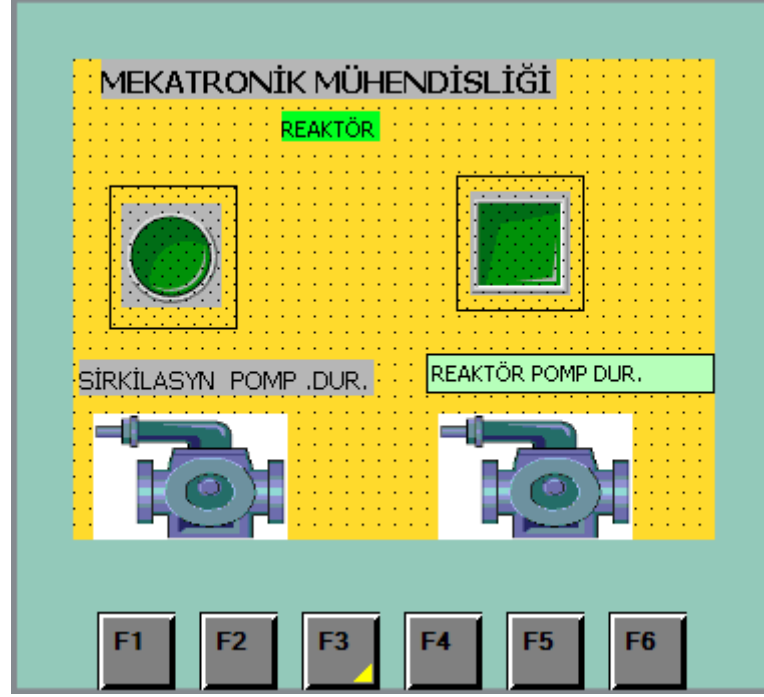 MEKATRONİK MÜHENDİSLİĞİ
REAKTÖR
SİRKİLASYN POMP .DUR.
REAKTÖR POMP DUR.
F1 F2 F3 F4 F5 F6